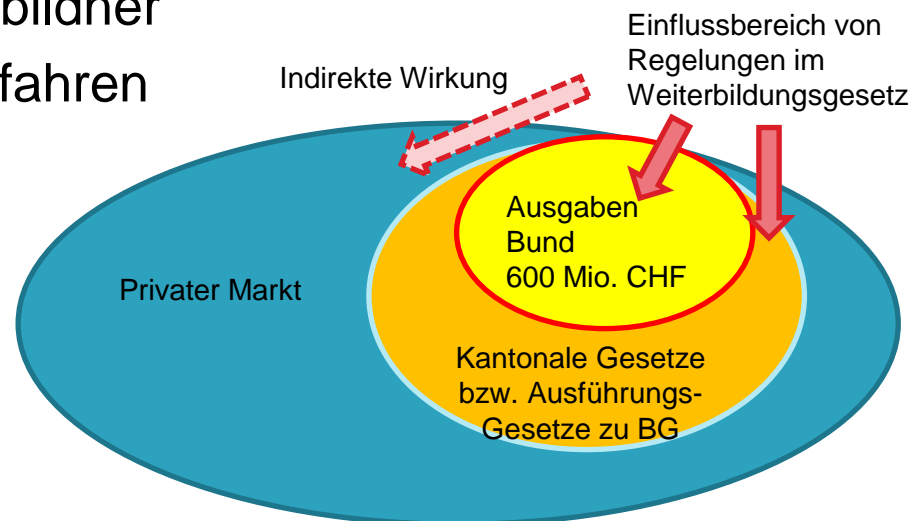 bildner
fahren
Indirekte Wirkung
Einflussbereich von
Regelungen im
Weiterbildungsgesetz
Ausgaben
Bund
600 Mio. CHF
Privater Markt
Kantonale Gesetze
bzw. Ausführungs-
Gesetze zu BG